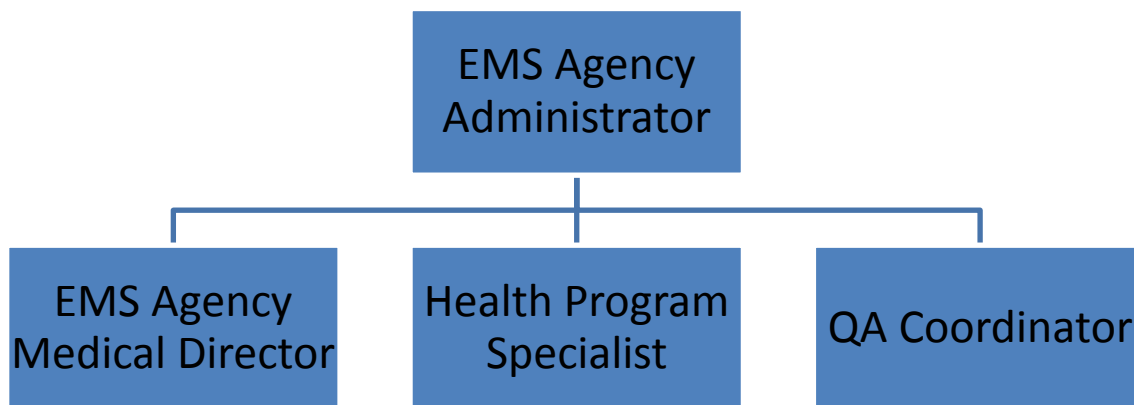 EMS Agency
Administrator
EMS Agency
Medical Director
Health Program
Specialist
QA Coordinator